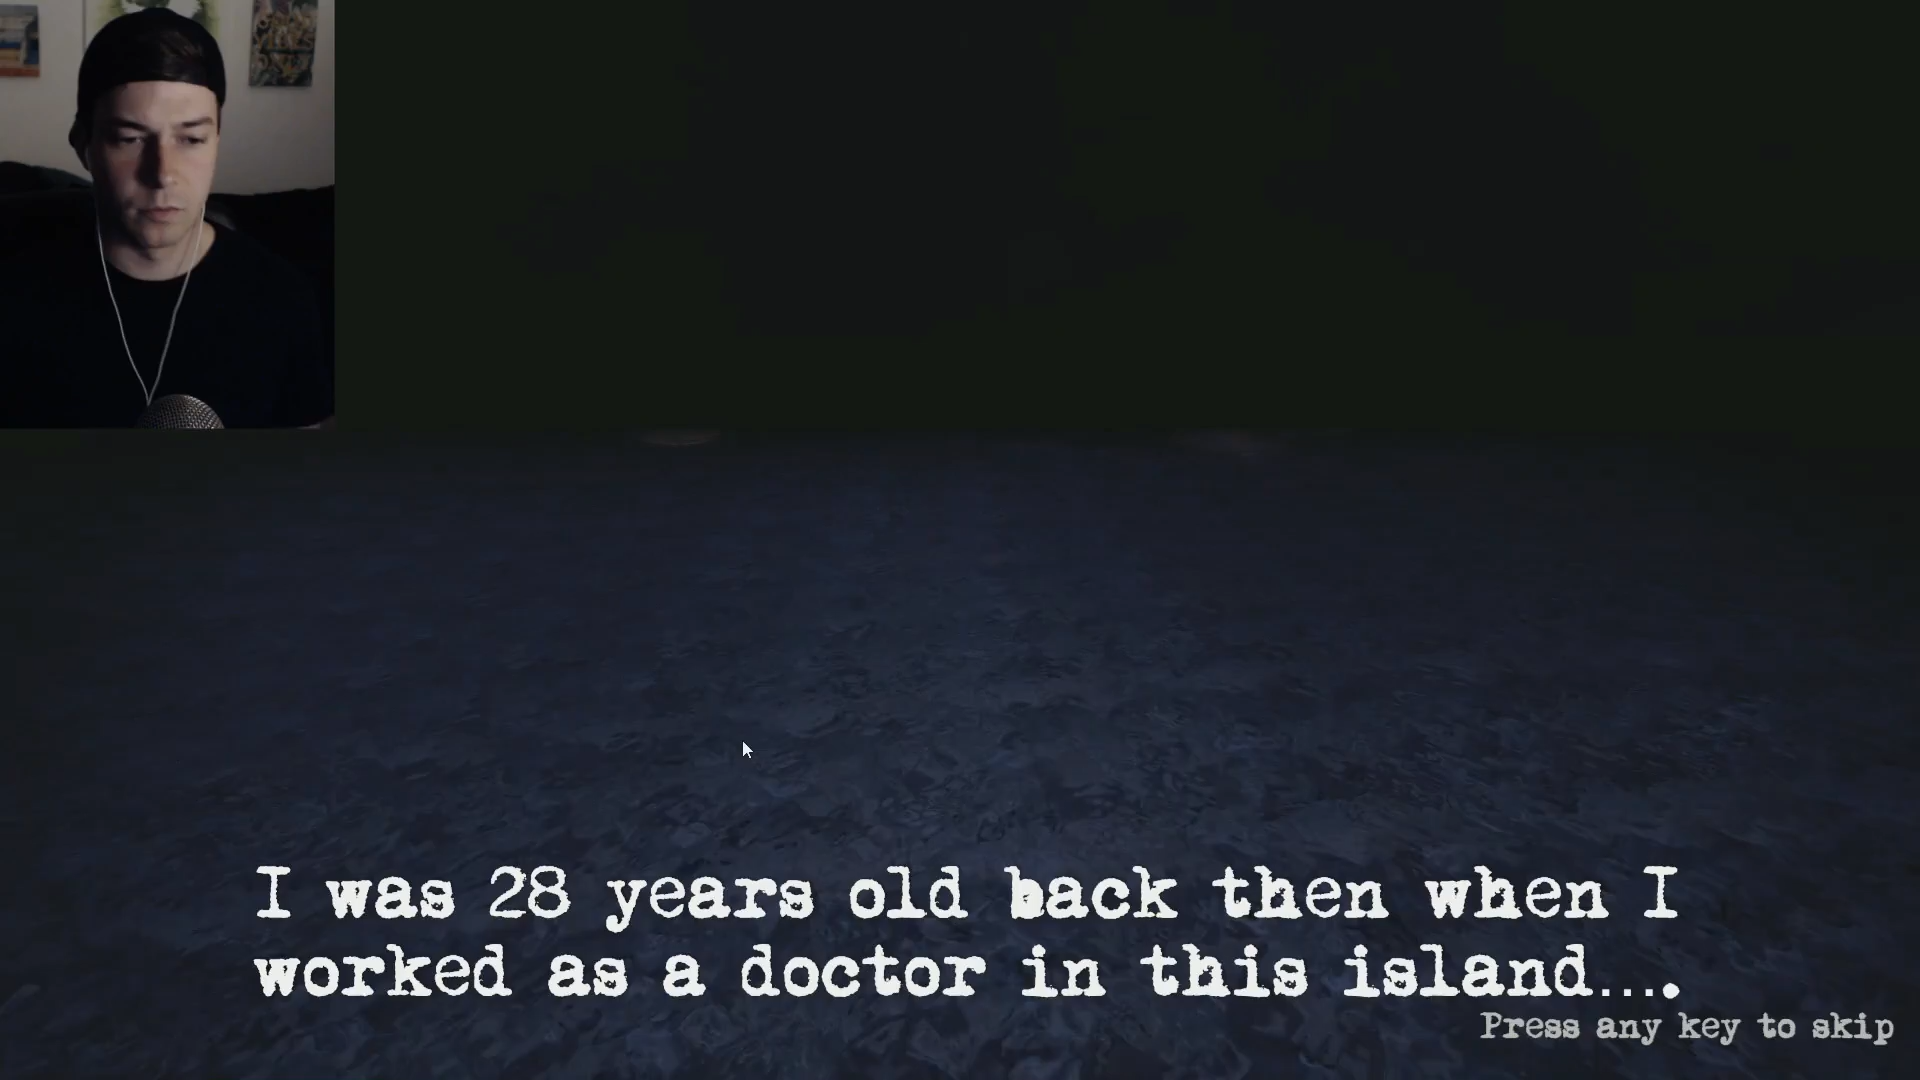 I was 28 years old back then when I
worked as a doctor in this island....
Press any key to skip